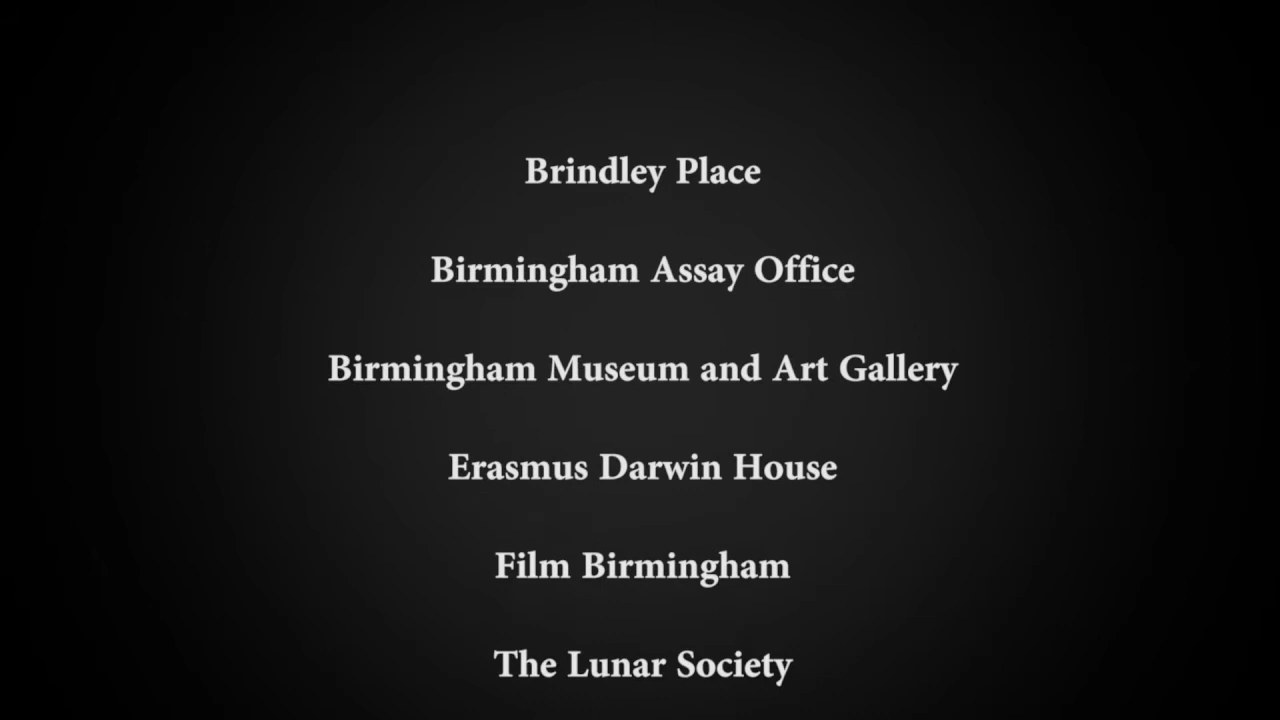 Brindley Place
Birmingham Assay Office
Birmingham Museum and Art Gallery
Erasmus Darwin House
Film Birmingham
The Lunar Society